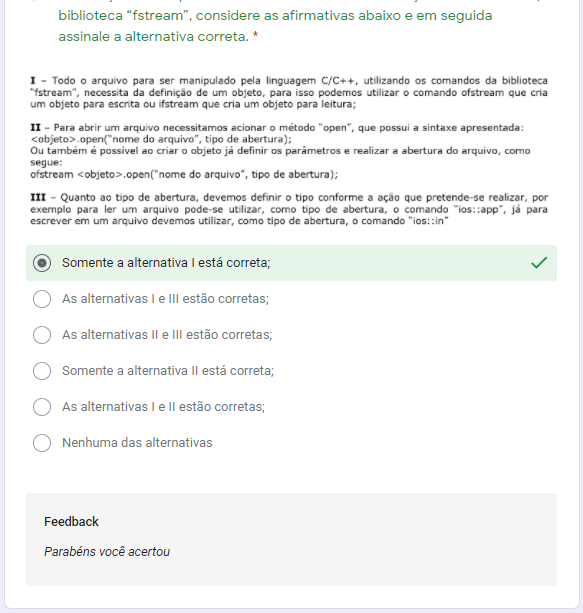 biblioteca “fstream”, considere as afirmativas abaixo e em seguida
assinale a alternativa correta. *
I – Todo o arquivo para ser manipulado pela linguagem C/C++, utilizando os comandos da biblioteca
"fstream", necessita da definição de um objeto, para isso podemos utilizar o comando ofstream que cria
um objeto para escrita ou ifstream que cria um objeto para leitura;
II – Para abrir um arquivo necessitamos acionar o método "open", que possui a sintaxe apresentada:
<objeto>.open("nome do arquivo", tipo de abertura);
Ou também é possível ao criar o objeto já definir os parâmetros e realizar a abertura do arquivo, como
segue:
ofstream <objeto>.open("nome do arquivo", tipo de abertura);
III – Quanto ao tipo de abertura, devemos definir o tipo conforme a ação que pretende-se realizar, por
exemplo para ler um arquivo pode-se utilizar, como tipo de abertura, o comando "ios::app", já para
escrever em um arquivo devemos utilizar, como tipo de abertura, o comando "ios::in"
Somente a alternativa I está correta;
As alternativas I e III estão corretas;
As alternativas II e III estão corretas;
Somente a alternativa II está correta;
As alternativas I e II estão corretas;
Nenhuma das alternativas
Feedback
Parabéns você acertou